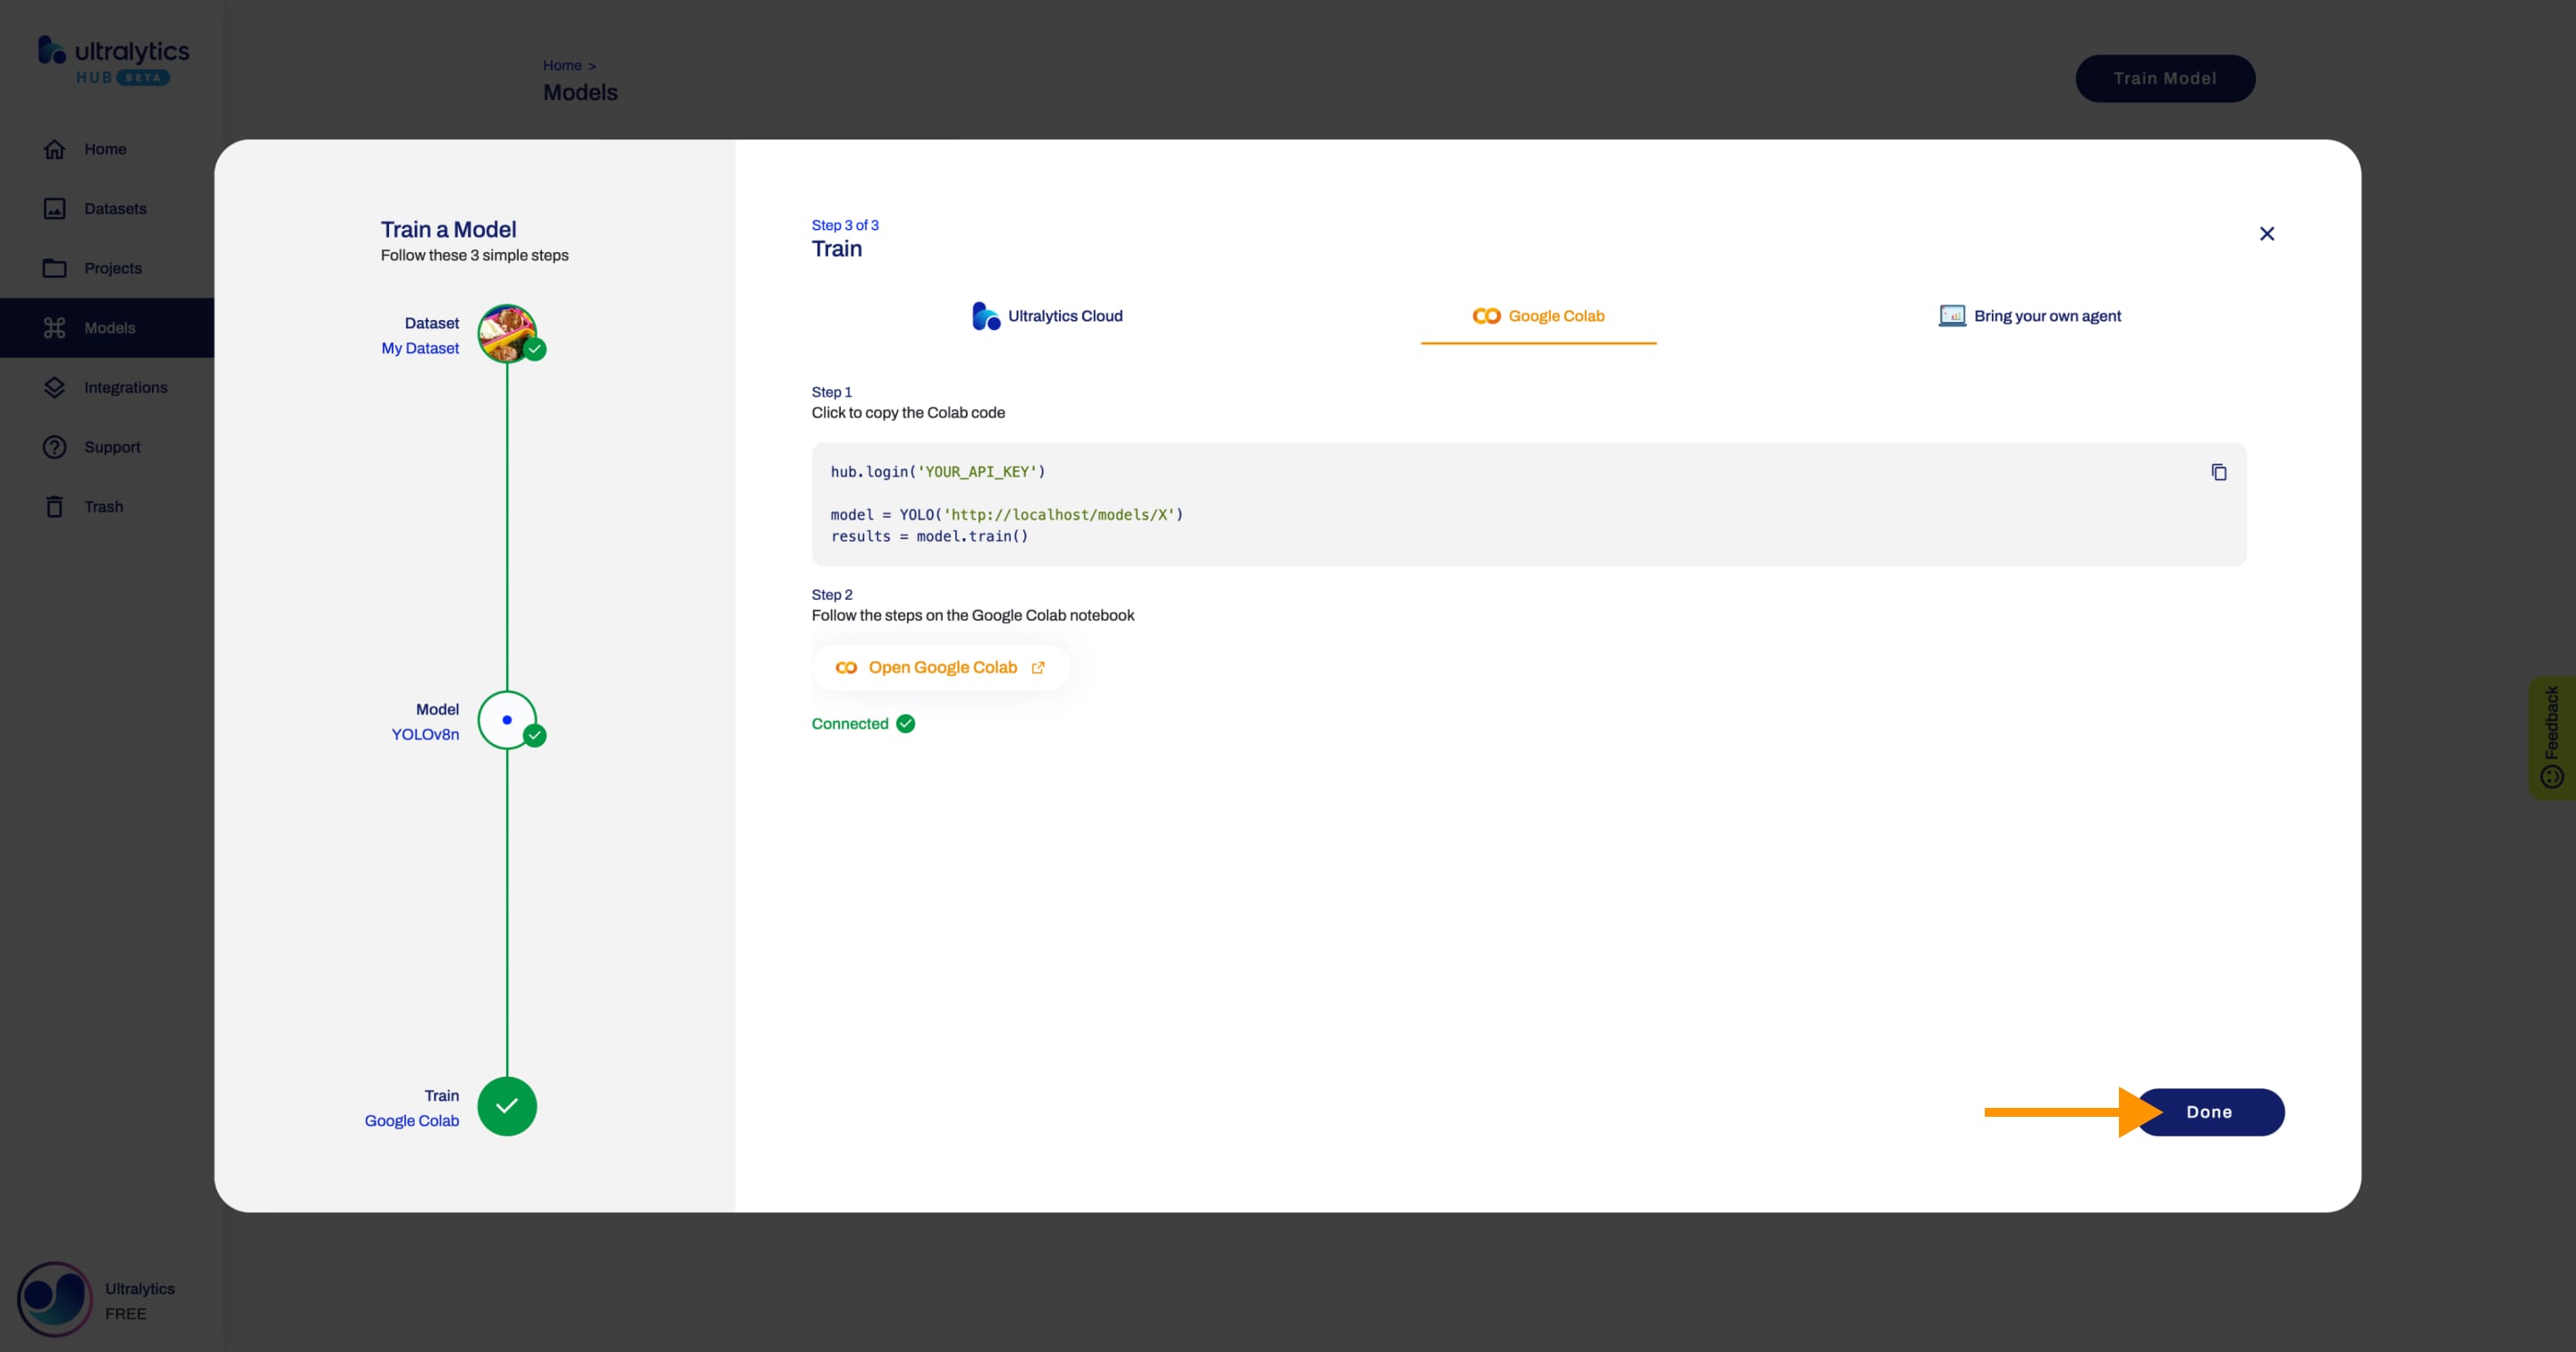 ultralytics
HUB BETA
Home
Datasets
Projects
Models
Integrations
Support
Trash
Ultralytics
FREE
Home >
Models
Train Model
Train a Model
Follow these 3 simple steps
Dataset
My Dataset
Model
YOLOv8n
Train
Google Colab
Step 3 of 3
Train
Ultralytics Cloud
Google Colab
Bring your own agent
Step 1
Click to copy the Colab code
hub.login('YOUR_API_KEY')
model = YOLO('http://localhost/models/X')
results = model.train()
Step 2
Follow the steps on the Google Colab notebook
Open Google Colab
Connected
Done
Feedback